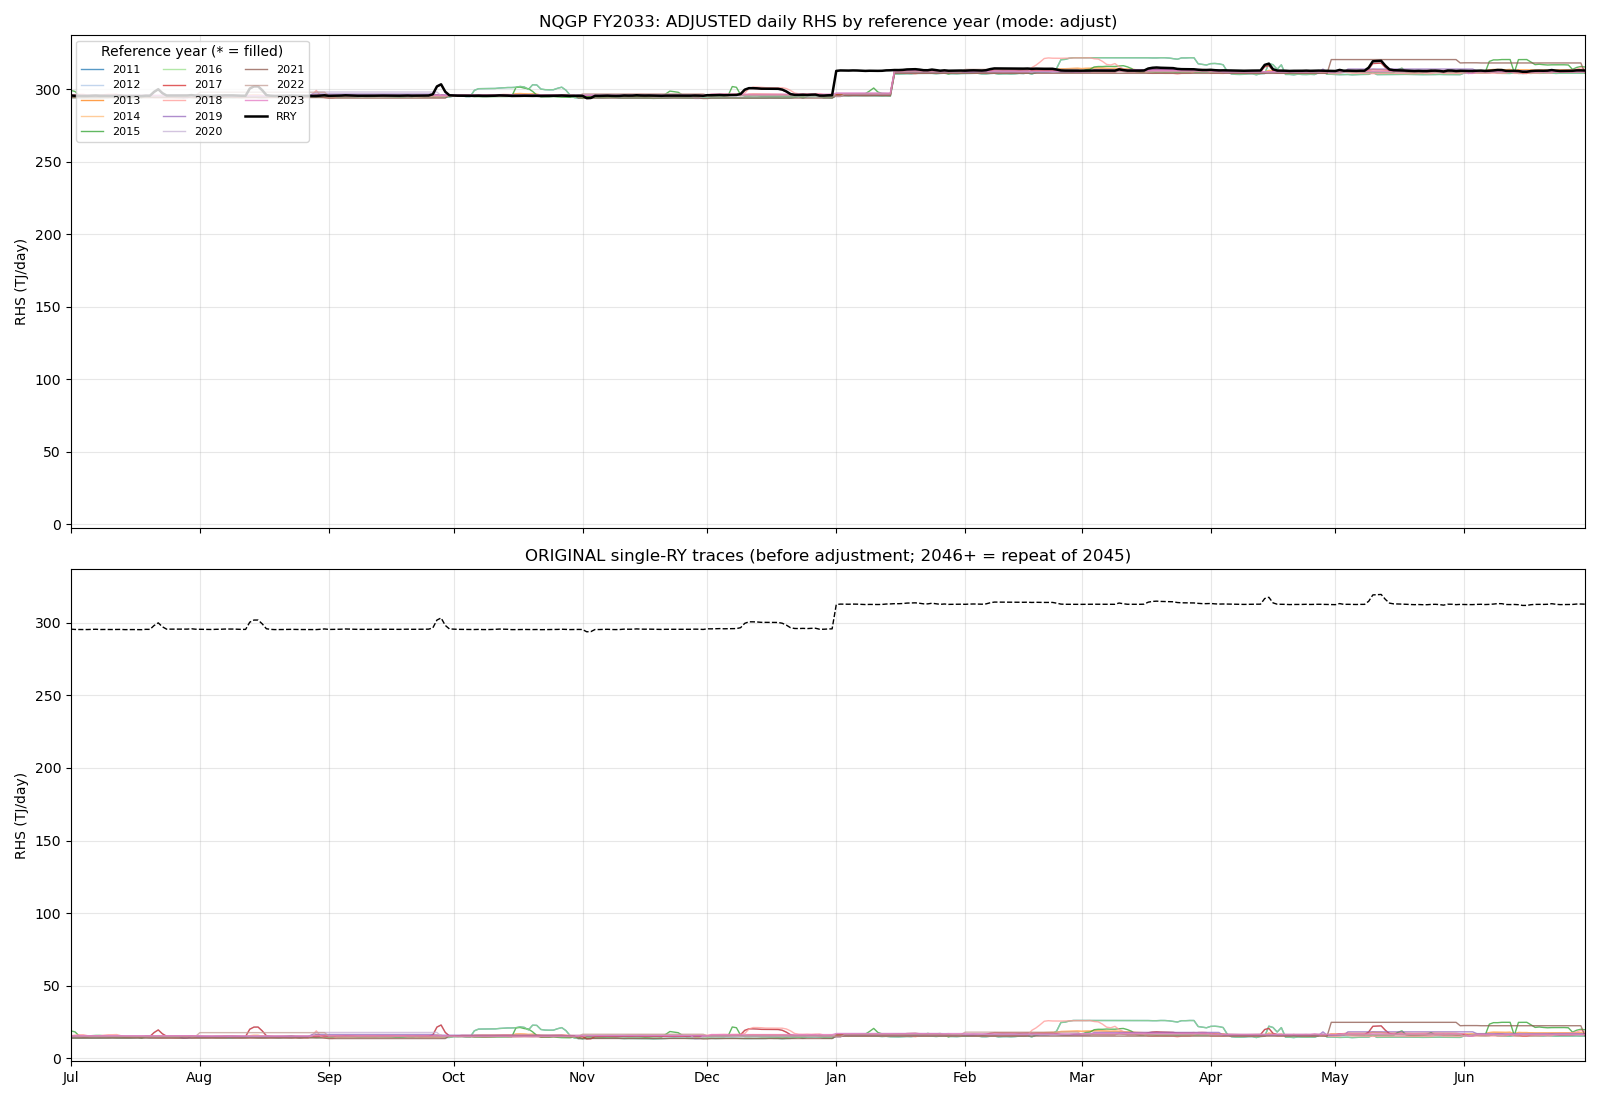 NQGP FY2033: ADJUSTED daily RHS by reference year (mode: adjust)
RHS (TJ/day)
300
250
200
150
100
50
0
Reference year (* = filled)
2011 2016 2021
2012 2017 2022
2013 2018 2023
2014 2019 RRY
2015 2020
ORIGINAL single-RY traces (before adjustment; 2046+ = repeat of 2045)
RHS (TJ/day)
300
250
200
150
100
50
0
Jul Aug Sep Oct Nov Dec Jan Feb Mar Apr May Jun